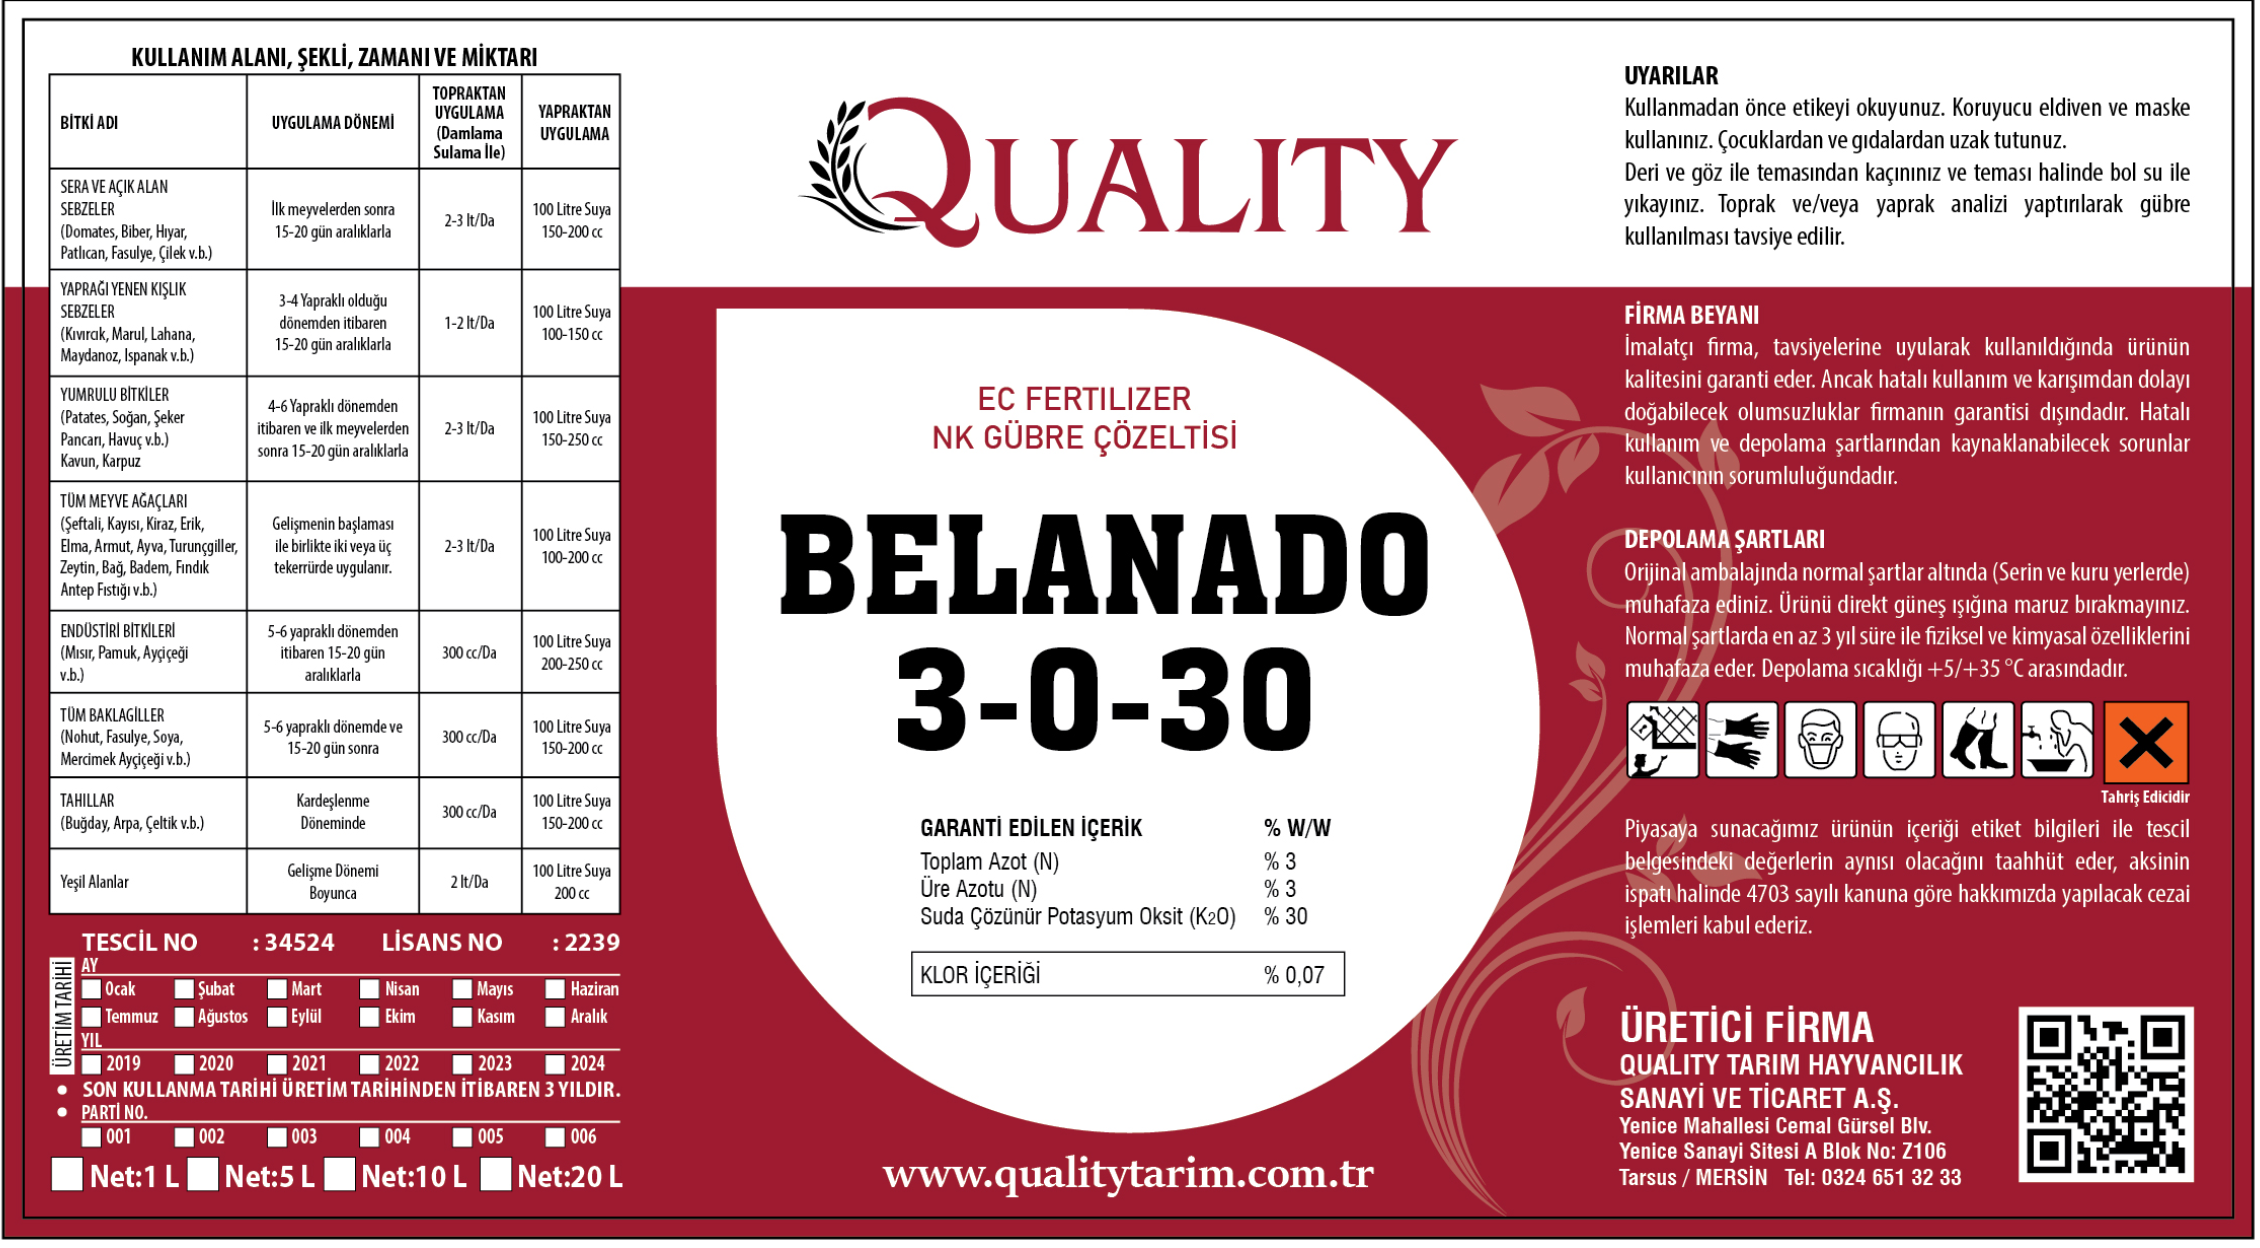 KULLANIM ALANI, ŞEKLİ, ZAMANI VE MİKTARI
BİTKİ ADI
UYGULAMA DÖNEMİ
TOPRAKTAN
UYGULAMA
(Damlama
Sulama İle)
YAPRAKTAN
UYGULAMA
SERA VE AÇIK ALAN
SEBZELER
(Domates, Biber, Hıyar,
Patlıcan, Fasulye, Çilek v.b.)
İlk meyvelerden sonra
15-20 gün aralıklarla
2-3 lt/Da
100 Litre Suya
150-200 cc
YAPRAĞI YENEN KIŞLIK
SEBZELER
(Kıvırcık, Marul, Lahana,
Maydanoz, Ispanak v.b.)
3-4 Yapraklı olduğu
dönemden itibaren
15-20 gün aralıklarla
1-2 lt/Da
100 Litre Suya
100-150 cc
YUMRULU BİTKİLER
(Patates, Soğan, Şeker
Pancarı, Havuç v.b.)
Kavun, Karpuz
4-6 Yapraklı dönemden
itibaren ve ilk meyvelerden
sonra 15-20 gün aralıklarla
2-3 lt/Da
100 Litre Suya
150-250 cc
TÜM MEYVE AĞAÇLARI
(Şeftali, Kayısı, Kiraz, Erik,
Elma, Armut, Ayva, Turunçgiller,
Zeytin, Bağ, Badem, Fındık
Antep Fıstığı v.b.)
Gelişmenin başlaması
ile birlikte iki veya üç
tekerrürde uygulanır.
2-3 lt/Da
100 Litre Suya
100-200 cc
ENDÜSTİRİ BİTKİLERİ
(Mısır, Pamuk, Ayçiçeği
v.b.)
5-6 yapraklı dönemden
itibaren 15-20 gün
aralıklarla
300 cc/Da
100 Litre Suya
200-250 cc
TÜM BAKLAGİLLER
(Nohut, Fasulye, Soya,
Mercimek Ayçiçeği v.b.)
5-6 yapraklı dönemde ve
15-20 gün sonra
300 cc/Da
100 Litre Suya
150-200 cc
TAHILLAR
(Buğday, Arpa, Çeltik v.b.)
Kardeşlenme
Döneminde
300 cc/Da
100 Litre Suya
150-200 cc
Yeşil Alanlar
Gelişme Dönemi
Boyunca
2 lt/Da
100 Litre Suya
200 cc
TESCİL NO : 34524 LİSANS NO : 2239
ÜRETİM TARİHİ
AY
Ocak Şubat Mart Nisan Mayıs Haziran
Temmuz Ağustos Eylül Ekim Kasım Aralık
YIL
2019 2020 2021 2022 2023 2024
• SON KULLANMA TARİHİ ÜRETİM TARİHİNDEN İTİBAREN 3 YILDIR.
• PARTİ NO.
001 002 003 004 005 006
Net:1 L Net:5 L Net:10 L Net:20 L
QUALITY
EC FERTILIZER
NK GÜBRE ÇÖZELTİSİ
BELANADO
3-0-30
GARANTİ EDİLEN İÇERİK % W/W
Toplam Azot (N) % 3
Üre Azotu (N) % 3
Suda Çözünür Potasyum Oksit (K2O) % 30
KLOR İÇERİĞİ % 0,07
www.qualitytarim.com.tr
UYARILAR
Kullanmadan önce etikeyi okuyunuz. Koruyucu eldiven ve maske
kullanınız. Çocuklardan ve gıdalardan uzak tutunuz.
Deri ve göz ile temasından kaçınınız ve teması halinde bol su ile
yıkayınız. Toprak ve/veya yaprak analizi yaptırılarak gübre
kullanılması tavsiye edilir.
FİRMA BEYANI
İmalatçı firma, tavsiyelerine uyularak kullanıldığında ürünün
kalitesini garanti eder. Ancak hatalı kullanım ve karışımdan dolayı
doğabilecek olumsuzluklar firmanın garantisi dışındadır. Hatalı
kullanım ve depolama şartlarından kaynaklanabilecek sorunlar
kullanıcının sorumluluğundadır.
DEPOLAMA ŞARTLARI
Orijinal ambalajında normal şartlar altında (Serin ve kuru yerlerde)
muhafaza ediniz. Ürünü direkt güneş ışığına maruz bırakmayınız.
Normal şartlarda en az 3 yıl süre ile fiziksel ve kimyasal özelliklerini
muhafaza eder. Depolama sıcaklığı +5/+35 °C arasındadır.
Tahriş Edicidir
Piyasaya sunacağımız ürünün içeriği etiket bilgileri ile tescil
belgesindeki değerlerin aynısı olacağını taahhüt eder, aksinin
ispatı halinde 4703 sayılı kanuna göre hakkımızda yapılacak cezai
işlemleri kabul ederiz.
ÜRETİCİ FİRMA
QUALITY TARIM HAYVANCILIK
SANAYİ VE TİCARET A.Ş.
Yenice Mahallesi Cemal Gürsel Blv.
Yenice Sanayi Sitesi A Blok No: Z106
Tarsus / MERSİN Tel: 0324 651 32 33